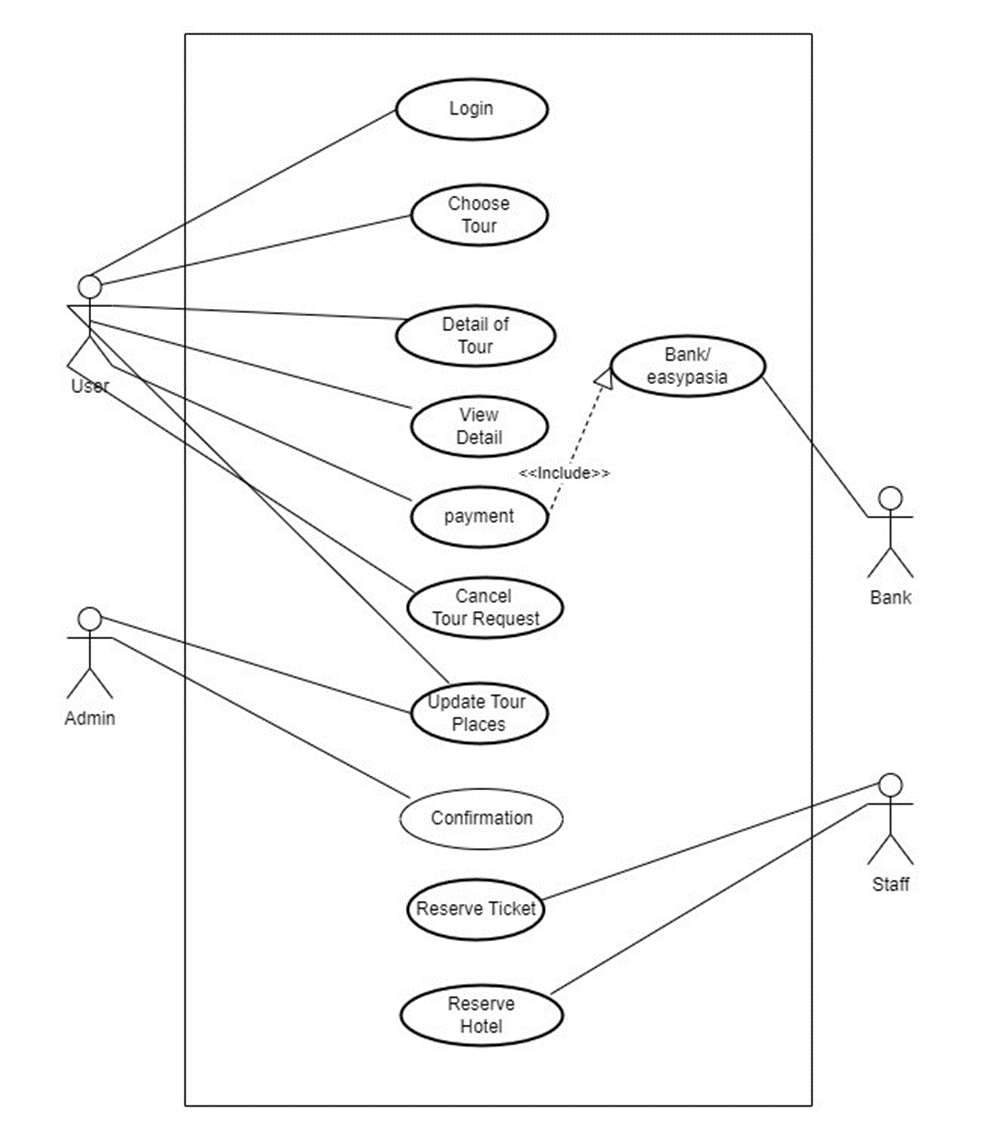 Login
Choose
Tour
Detail of
Tour
Bank/
easypasia
User
View
Detail
<<Include>>
payment
Bank
Cancel
Tour Request
Admin
Update Tour
Places
Confirmation
Staff
Reserve Ticket
Reserve
Hotel